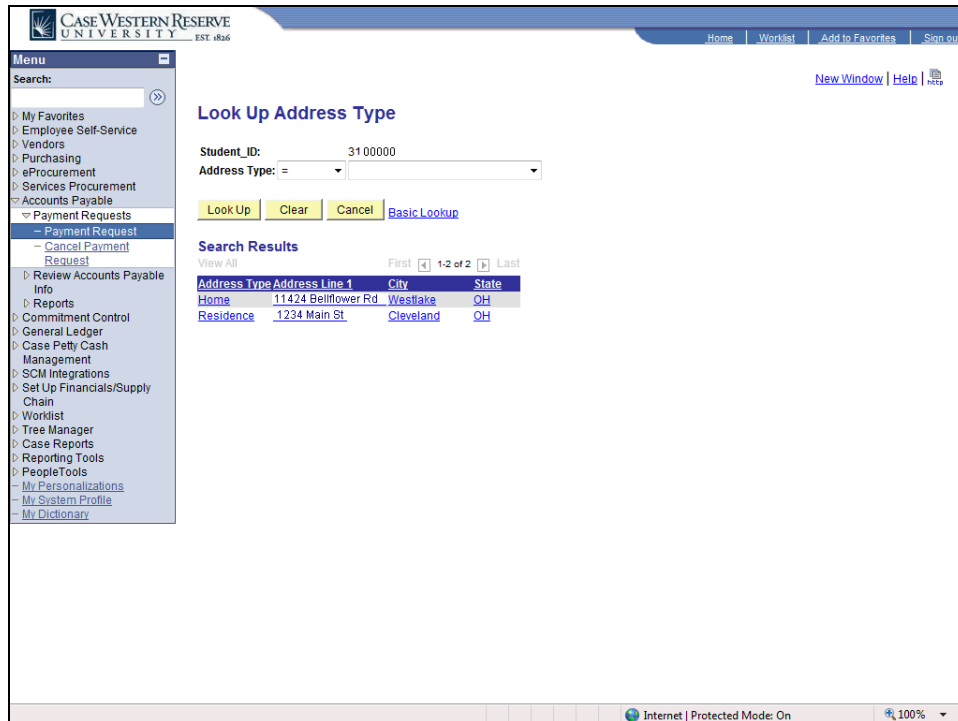 CASE WESTERN RESERVE
UNIVERSITY EST. 1826
Home Worklist Add to Favorites Sign ou
Menu
Search:
My Favorites
Employee Self-Service
Vendors
Purchasing
eProcurement
Services Procurement
Accounts Payable
Payment Requests
– Payment Request
– Cancel Payment
Request
Review Accounts Payable
Info
Reports
Commitment Control
General Ledger
Case Petty Cash
Management
SCM Integrations
Set Up Financials/Supply
Chain
Worklist
Tree Manager
Case Reports
Reporting Tools
PeopleTools
– My Personalizations
– My System Profile
– My Dictionary
New Window | Help | http
Look Up Address Type
Student_ID: 3100000
Address Type: =
Look Up Clear Cancel Basic Lookup
Search Results
View All First 1-2 of 2 Last
Address Type Address Line 1 City State
Home 11424 Bellflower Rd Westlake OH
Residence 1234 Main St Cleveland OH
Internet | Protected Mode: On 100%